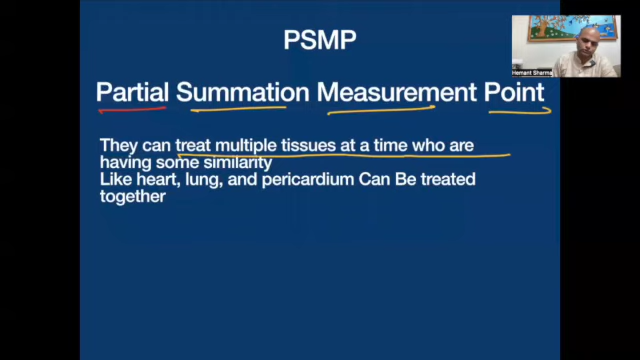 PSMP
Partial Summation Measurement Point
They can treat multiple tissues at a time who are
having some similarity
Like heart, lung, and pericardium Can Be treated
together
Hemant Sharma